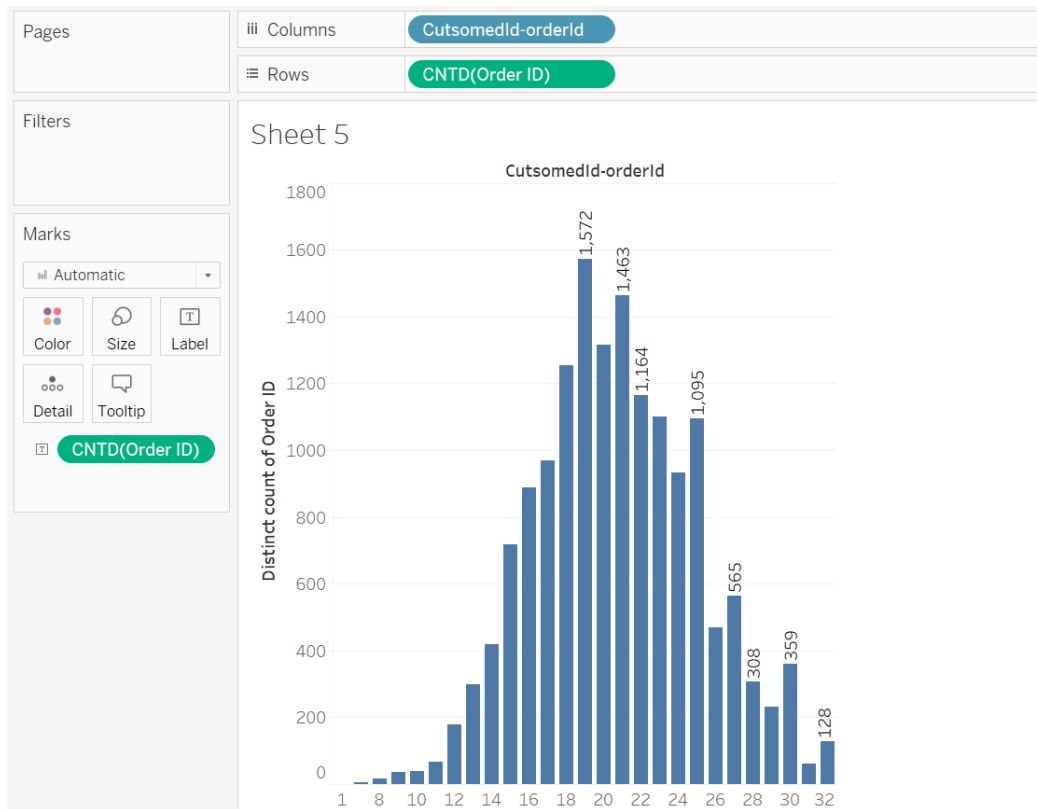 Pages
Columns
CutsomedId-orderId
Rows
CNTD(Order ID)
Filters
Marks
Automatic
Color
Size
Label
Detail
Tooltip
CNTD(Order ID)
Sheet 5
CutsomedId-orderId
Distinct count of Order ID
1800
1600
1400
1200
1000
800
600
400
200
0
1,572
1,463
1,164
1,095
565
308
359
128
1 8 10 12 14 16 18 20 22 24 26 28 30 32